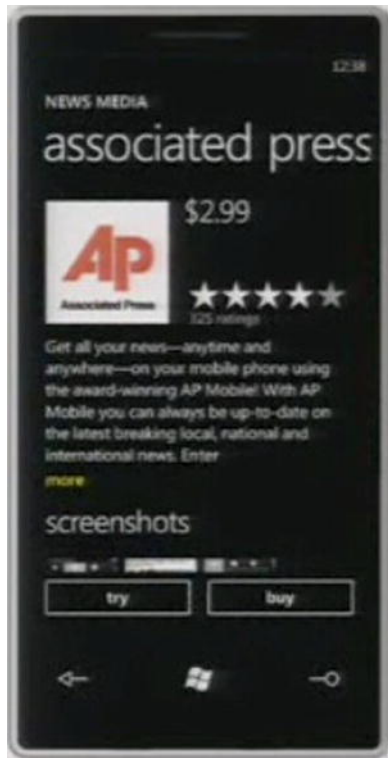 12:38
NEWS MEDIA
associated press
$2.99
AP
Associated Press
325 ratings
Get all your news—anytime and
anywhere—on your mobile phone using
the award-winning AP Mobile! With AP
Mobile you can always be up-to-date on
the latest breaking local, national and
international news. Enter
more
screenshots
try
buy